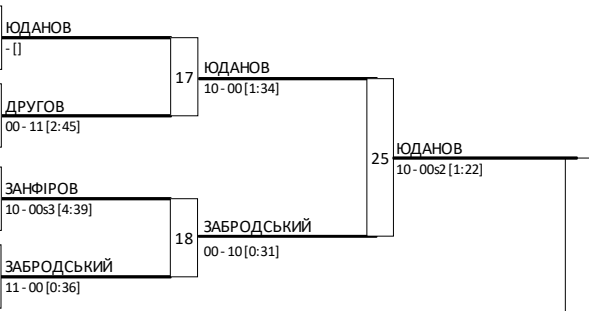 ЮДАНОВ
- []
17
ЮДАНОВ
10 - 00 [1:34]
ДРУГОВ
00 - 11 [2:45]
25
ЮДАНОВ
10 - 00s2 [1:22]
ЗАНФІРОВ
10 - 00s3 [4:39]
18
ЗАБРОДСЬКИЙ
00 - 10 [0:31]
ЗАБРОДСЬКИЙ
11 - 00 [0:36]